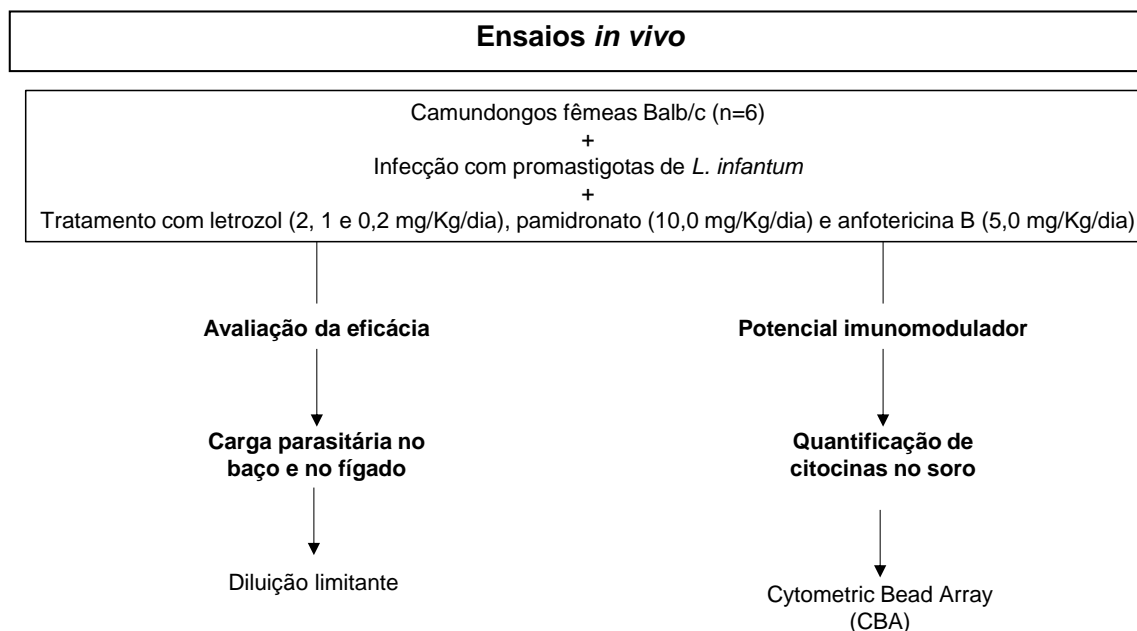 Ensaios in vivo
Camundongos fêmeas Balb/c (n=6)
+
Infecção com promastigotas de L. infantum
+
Tratamento com letrozol (2, 1 e 0,2 mg/Kg/dia), pamidronato (10,0 mg/Kg/dia) e anfotericina B (5,0 mg/Kg/dia)
Avaliação da eficácia
Potencial imunomodulador
Carga parasitária no
baço e no fígado
Quantificação de
citocinas no soro
Diluição limitante
Cytometric Bead Array
(CBA)